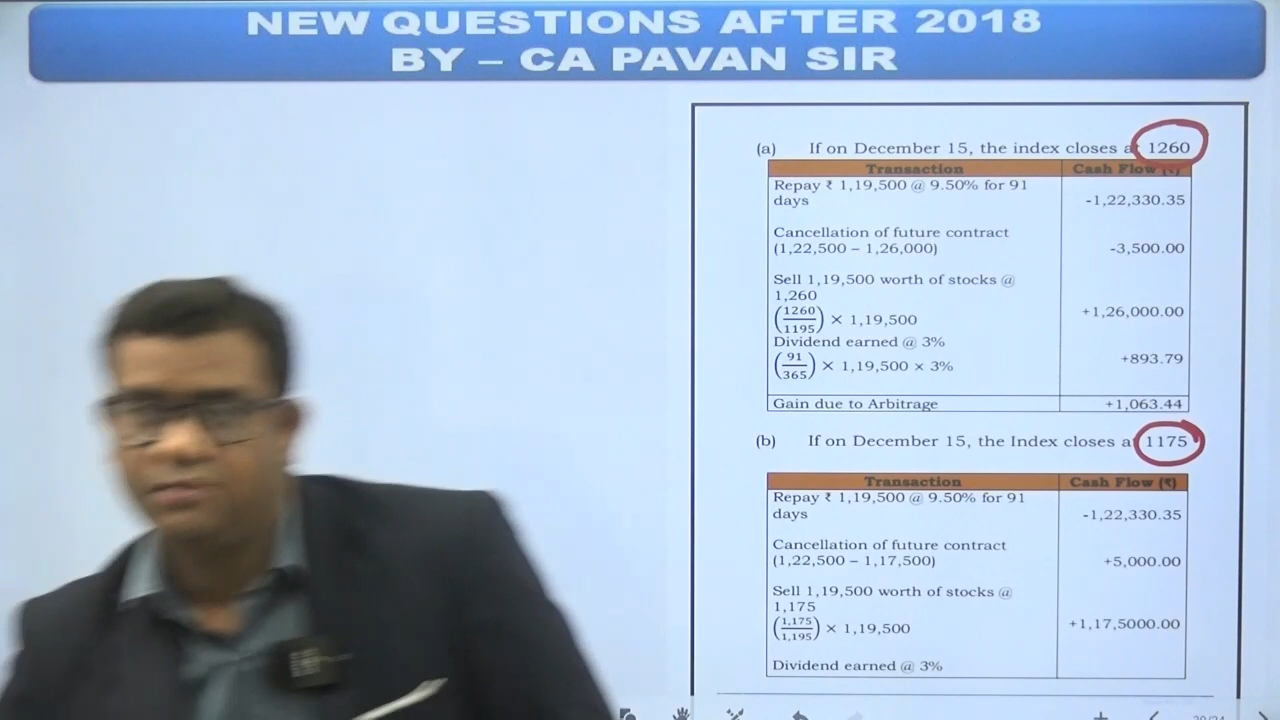 NEW QUESTIONS AFTER 2018
BY – CA PAVAN SIR
(a) If on December 15, the index closes a 1260
Transaction Cash Flow (₹)
Repay ₹ 1,19,500 @ 9.50% for 91
days
-1,22,330.35
Cancellation of future contract
(1,22,500 – 1,26,000) -3,500.00
Sell 1,19,500 worth of stocks @
1,260
(1260/1195) × 1,19,500 +1,26,000.00
Dividend earned @ 3%
(91/365) × 1,19,500 × 3% +893.79
Gain due to Arbitrage +1,063.44
(b) If on December 15, the Index closes a 1175
Transaction Cash Flow (₹)
Repay ₹ 1,19,500 @ 9.50% for 91
days
-1,22,330.35
Cancellation of future contract
(1,22,500 – 1,17,500) +5,000.00
Sell 1,19,500 worth of stocks @
1,175
(1,175/1,195) × 1,19,500 +1,17,5000.00
Dividend earned @ 3%